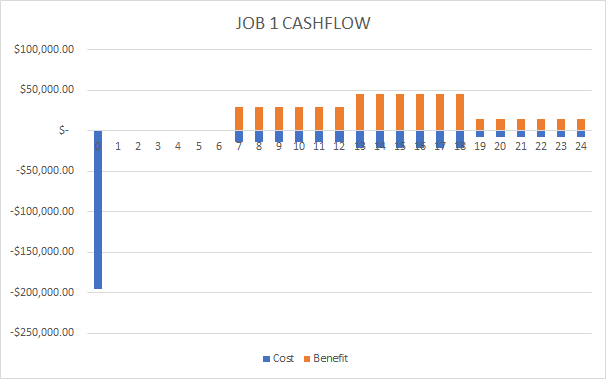 JOB 1 CASHFLOW
$100,000.00
$50,000.00
$-
0 1 2 3 4 5 6 7 8 9 10 11 12 13 14 15 16 17 18 19 20 21 22 23 24
-$50,000.00
-$100,000.00
-$150,000.00
-$200,000.00
-$250,000.00
Cost Benefit